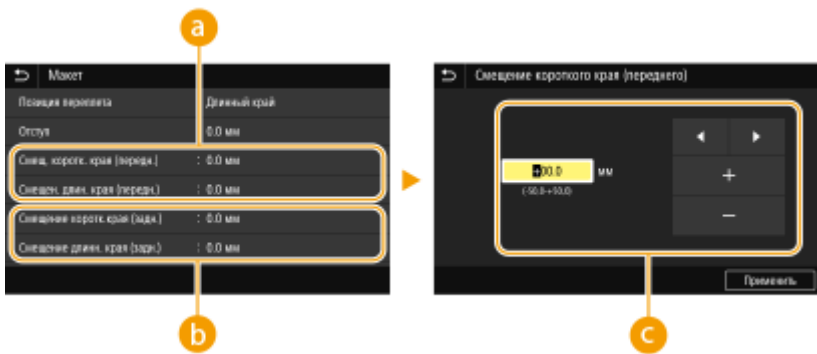 a
Макет
Позиция переплета
Длинный край
Отступ
0.0 мм
Смещ. коротк. края (передн.) : 0.0 мм
Смещен. длин. края (передн.) : 0.0 мм
Смещение коротк.края (задн.) : 0.0 мм
Смещение длинн. края (задн.) : 0.0 мм
b
Смещение короткого края (переднего)
+00.0 мм
(-50.0-+50.0)
+
−
Применить
c